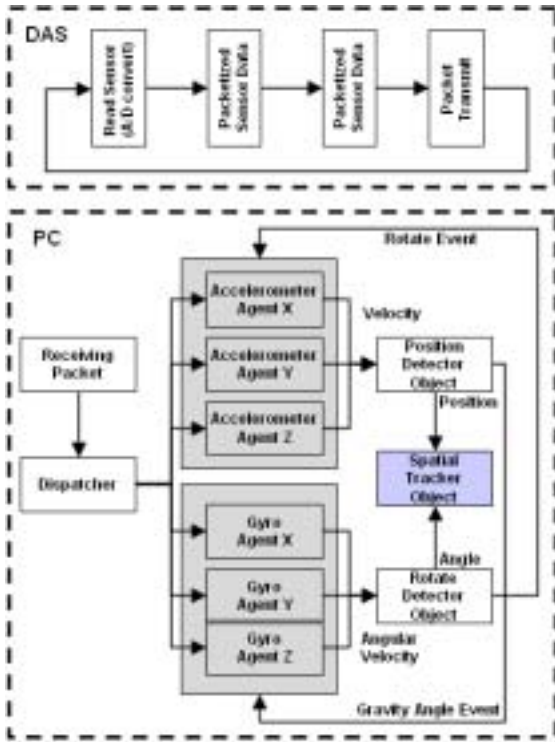 DAS
Read Sensor
(A/D convert)
Packetized
Sensor Data
Packetized
Sensor Data
Packet
Transmit
PC
Rotate Event
Accelerometer
Agent X
Velocity
Receiving
Packet
Accelerometer
Agent Y
Position
Detector
Object
Position
Accelerometer
Agent Z
Dispatcher
Spatial
Tracker
Object
Gyro
Agent X
Angle
Gyro
Agent Y
Rotate
Detector
Object
Gyro
Agent Z
Angular
Velocity
Gravity Angle Event